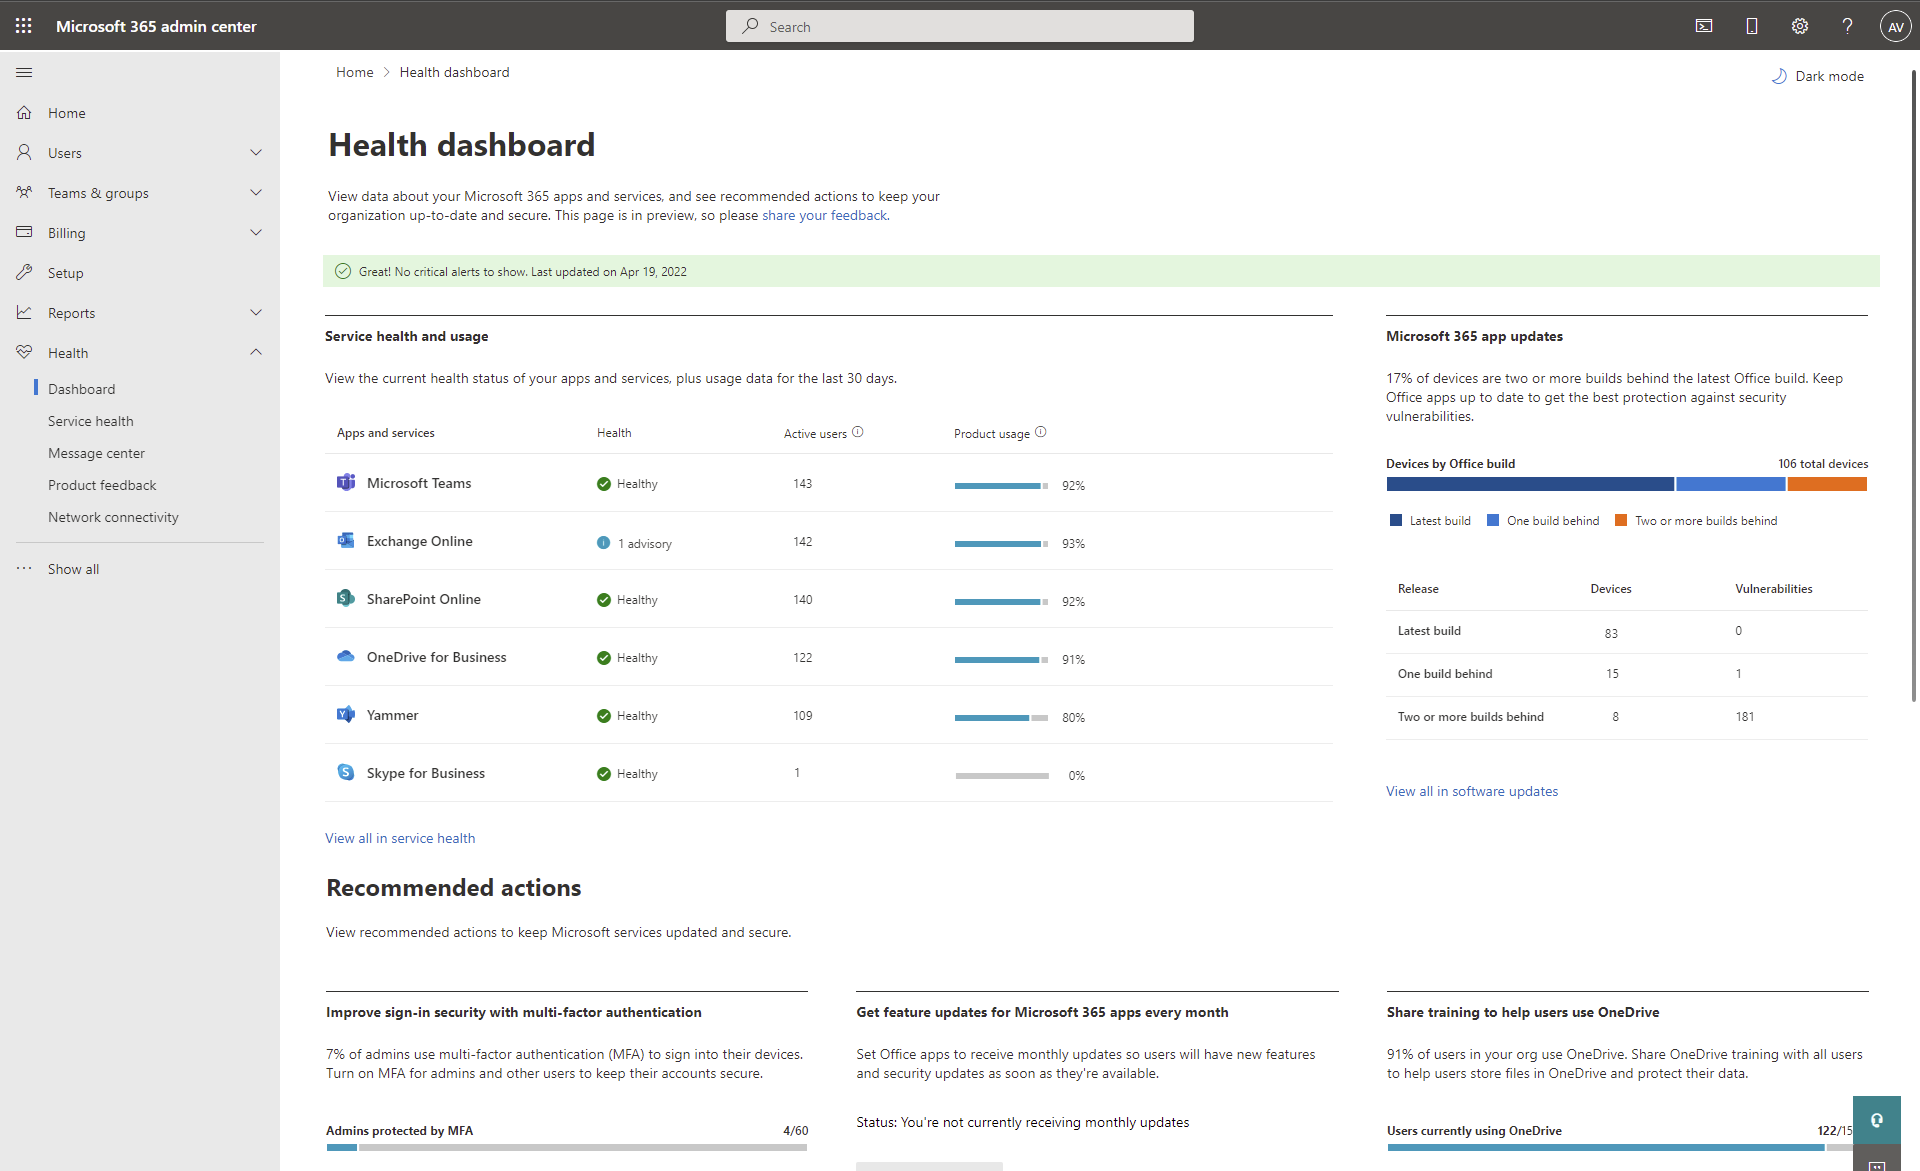 Microsoft 365 admin center
Search
AV
Home
Users
Teams & groups
Billing
Setup
Reports
Health
Dashboard
Service health
Message center
Product feedback
Network connectivity
Show all
Home > Health dashboard
Dark mode
Health dashboard
View data about your Microsoft 365 apps and services, and see recommended actions to keep your
organization up-to-date and secure. This page is in preview, so please share your feedback.
Great! No critical alerts to show. Last updated on Apr 19, 2022
Service health and usage
View the current health status of your apps and services, plus usage data for the last 30 days.
Apps and services Health Active users Product usage
Microsoft Teams Healthy 143 92%
Exchange Online 1 advisory 142 93%
SharePoint Online Healthy 140 92%
OneDrive for Business Healthy 122 91%
Yammer Healthy 109 80%
Skype for Business Healthy 1 0%
View all in service health
Microsoft 365 app updates
17% of devices are two or more builds behind the latest Office build. Keep
Office apps up to date to get the best protection against security
vulnerabilities.
Devices by Office build 106 total devices
Latest build One build behind Two or more builds behind
Release Devices Vulnerabilities
Latest build 83 0
One build behind 15 1
Two or more builds behind 8 181
View all in software updates
Recommended actions
View recommended actions to keep Microsoft services updated and secure.
Improve sign-in security with multi-factor authentication
7% of admins use multi-factor authentication (MFA) to sign into their devices.
Turn on MFA for admins and other users to keep their accounts secure.
Admins protected by MFA 4/60
Get feature updates for Microsoft 365 apps every month
Set Office apps to receive monthly updates so users will have new features
and security updates as soon as they're available.
Status: You're not currently receiving monthly updates
Share training to help users use OneDrive
91% of users in your org use OneDrive. Share OneDrive training with all users
to help users store files in OneDrive and protect their data.
Users currently using OneDrive 122/15